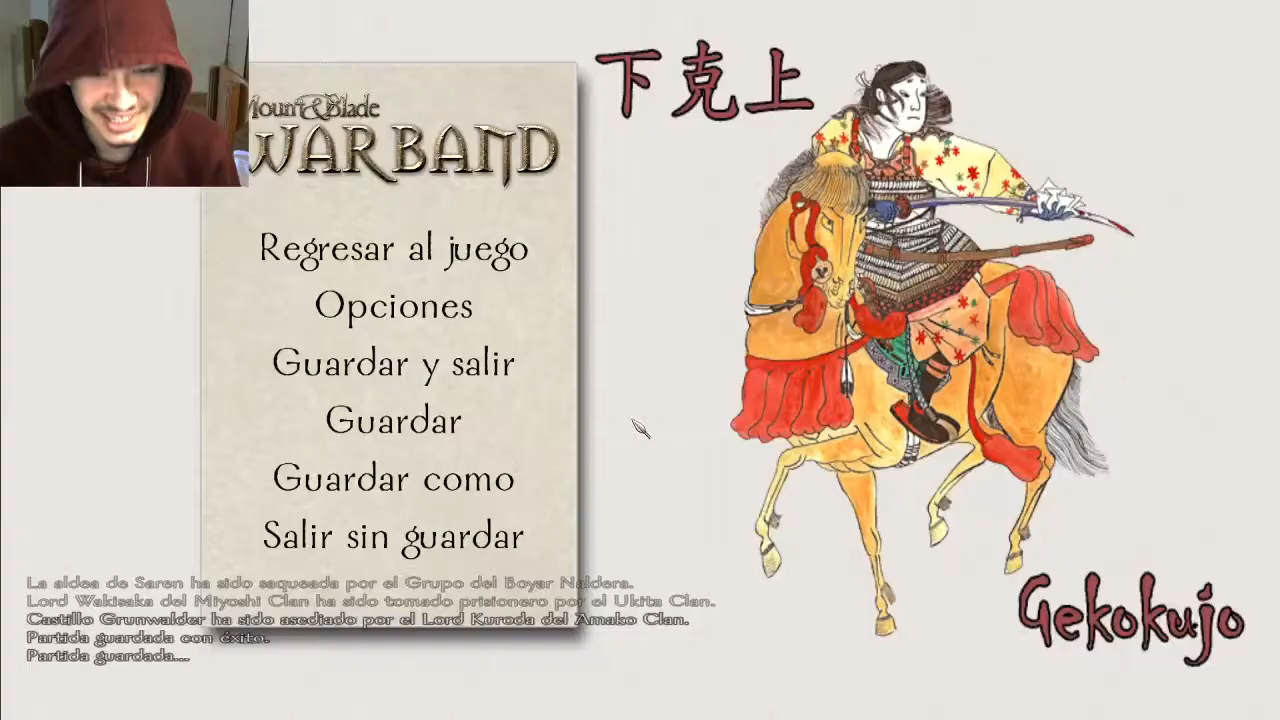 下克上
Mount&Blade
WARBAND
Regresar al juego
Opciones
Guardar y salir
Guardar
Guardar como
Salir sin guardar
La aldea de Saren ha sido saqueada por el Grupo del Boyar Naldera.
Lord Wakisaka del Miyoshi Clan ha sido tomado prisionero por el Ukita Clan.
Castillo Grunwalder ha sido asediado por el Lord Kuroda del Amako Clan.
Partida guardada con éxito.
Partida guardada...
Gekokujo